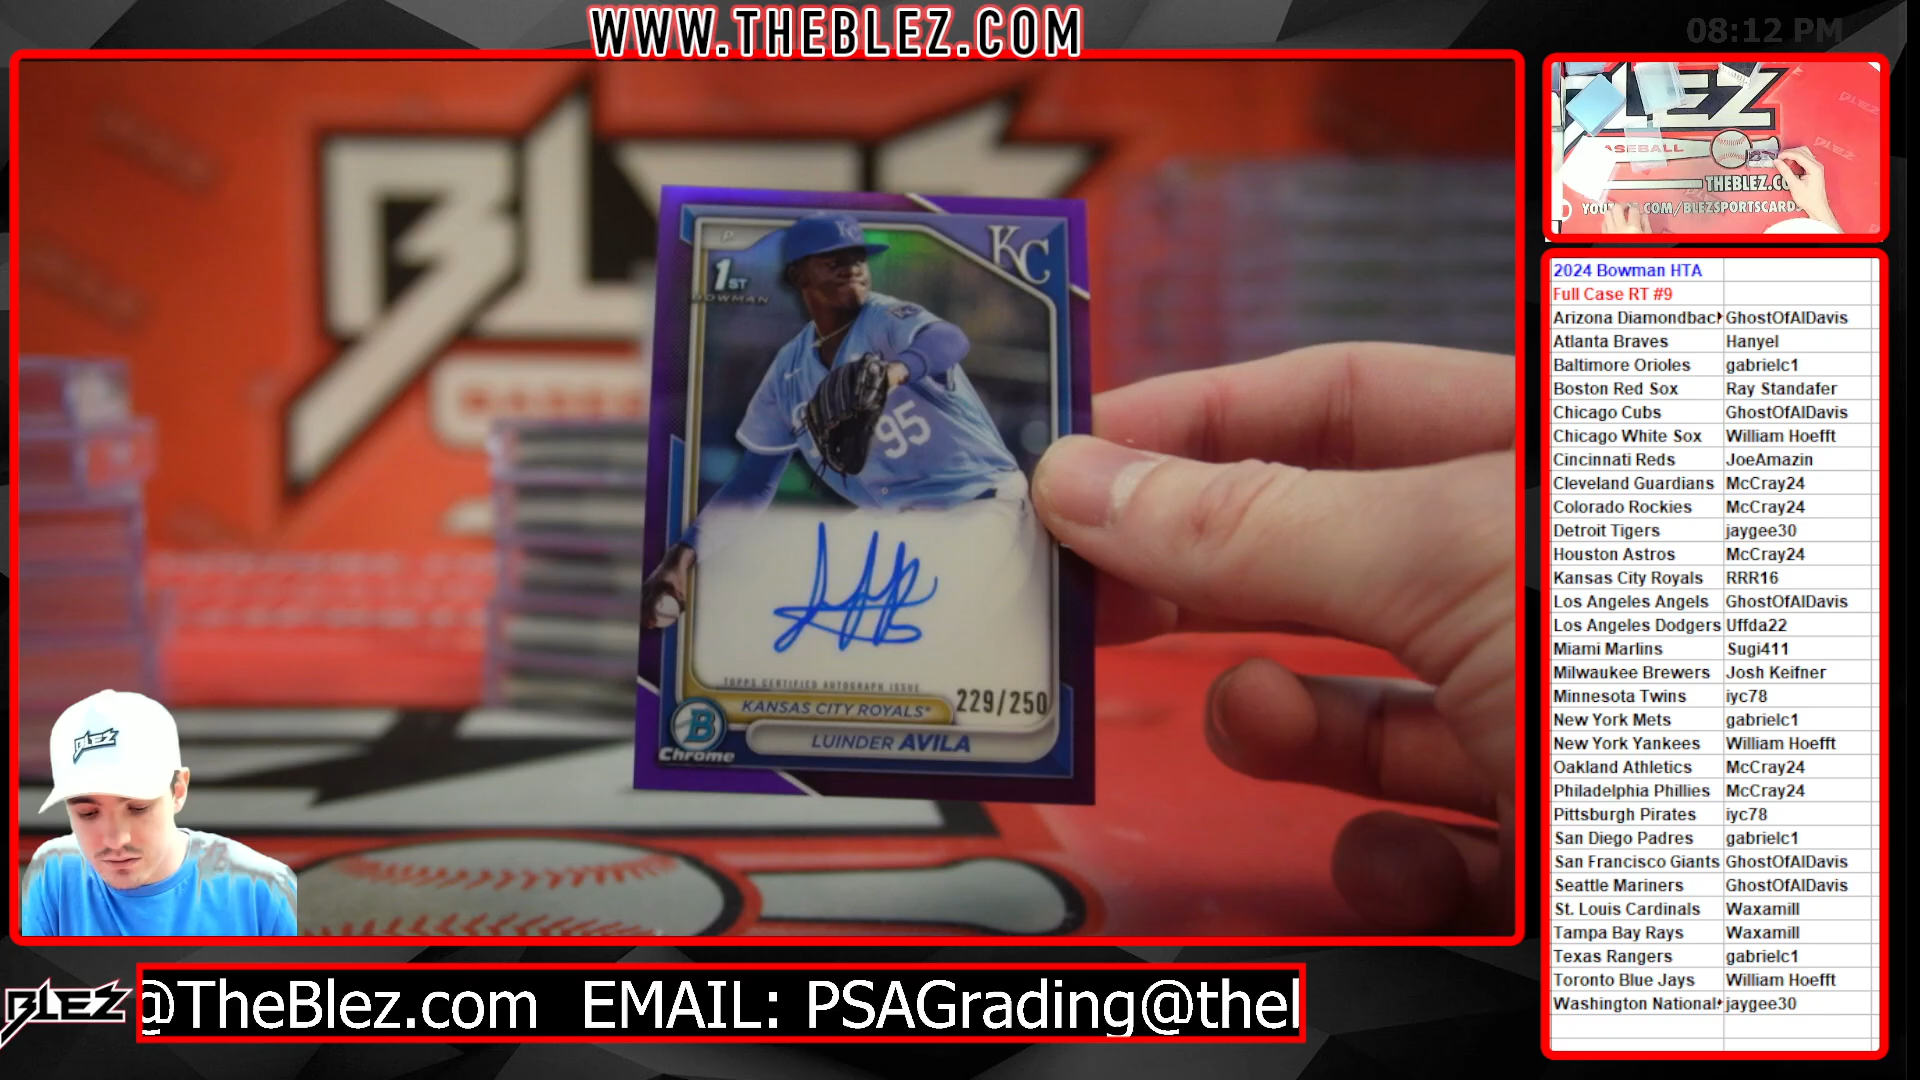 WWW.THEBLEZ.COM
08:12 PM
BLEZ
KC
1ST
BOWMAN
95
TOPPS CERTIFIED AUTOGRAPH ISSUE
229/250
KANSAS CITY ROYALS*
LUINDER AVILA
B
Chrome
BLEZ
BASEBALL
THEBLEZ.CO
BLEZ
2024 Bowman HTA
Full Case RT #9
Arizona Diamondbac GhostOfAlDavis
Atlanta Braves Hanyel
Baltimore Orioles gabrielc1
Boston Red Sox Ray Standafer
Chicago Cubs GhostOfAlDavis
Chicago White Sox William Hoefft
Cincinnati Reds JoeAmazin
Cleveland Guardians McCray24
Colorado Rockies McCray24
Detroit Tigers jaygee30
Houston Astros McCray24
Kansas City Royals RRR16
Los Angeles Angels GhostOfAlDavis
Los Angeles Dodgers Uffda22
Miami Marlins Sugi411
Milwaukee Brewers Josh Keifner
Minnesota Twins iyc78
New York Mets gabrielc1
New York Yankees William Hoefft
Oakland Athletics McCray24
Philadelphia Phillies McCray24
Pittsburgh Pirates iyc78
San Diego Padres gabrielc1
San Francisco Giants GhostOfAlDavis
Seattle Mariners GhostOfAlDavis
St. Louis Cardinals Waxamill
Tampa Bay Rays Waxamill
Texas Rangers gabrielc1
Toronto Blue Jays William Hoefft
Washington National jaygee30
BLEZ
@TheBlez.com EMAIL: PSAGrading@thel